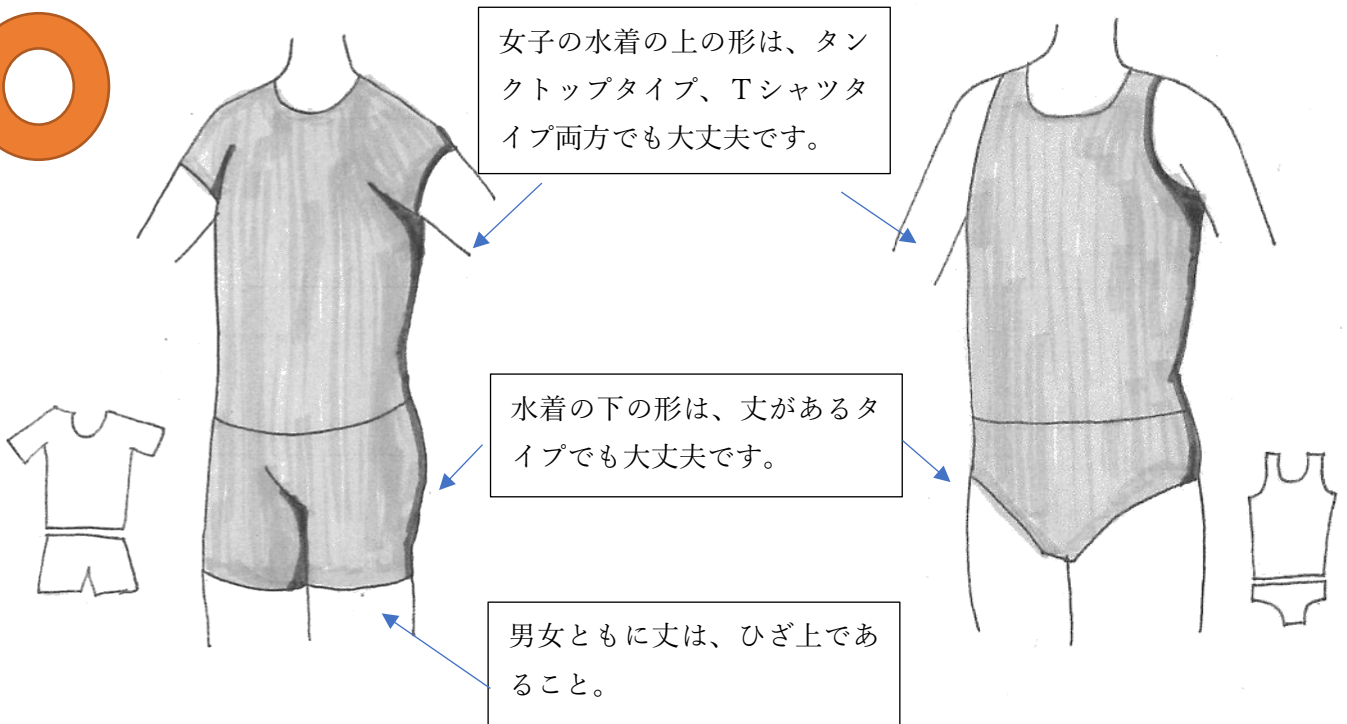 女子の水着の上の形は、タン
クトップタイプ、Ｔシャツタ
イプ両方でも大丈夫です。
水着の下の形は、丈があるタ
イプでも大丈夫です。
男女ともに丈は、ひざ上であ
ること。